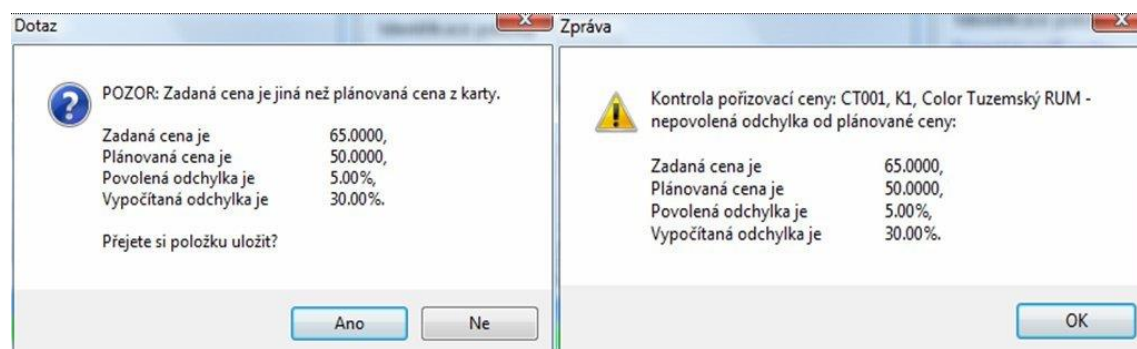 Dotaz
POZOR: Zadaná cena je jiná než plánovaná cena z karty.
Zadaná cena je 65.0000,
Plánovaná cena je 50.0000,
Povolená odchylka je 5.00%,
Vypočítaná odchylka je 30.00%.
Přejete si položku uložit?
Ano Ne
Zpráva
Kontrola pořizovací ceny: CT001, K1, Color Tuzemský RUM -
nepovolená odchylka od plánované ceny:
Zadaná cena je 65.0000,
Plánovaná cena je 50.0000,
Povolená odchylka je 5.00%,
Vypočítaná odchylka je 30.00%.
OK